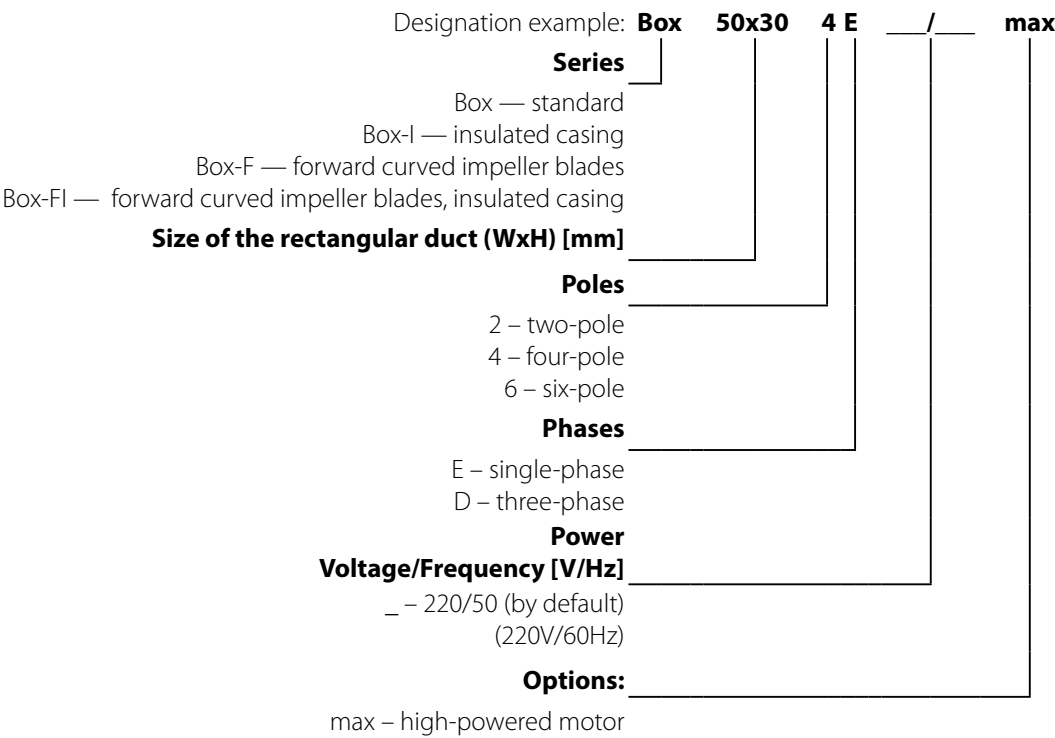 Designation example: Box 50x30 4 E ___/___ max
Series
Box — standard
Box-I — insulated casing
Box-F — forward curved impeller blades
Box-FI — forward curved impeller blades, insulated casing
Size of the rectangular duct (WxH) [mm]
Poles
2 – two-pole
4 – four-pole
6 – six-pole
Phases
E – single-phase
D – three-phase
Power
Voltage/Frequency [V/Hz]
_ – 220/50 (by default)
(220V/60Hz)
Options:
max – high-powered motor